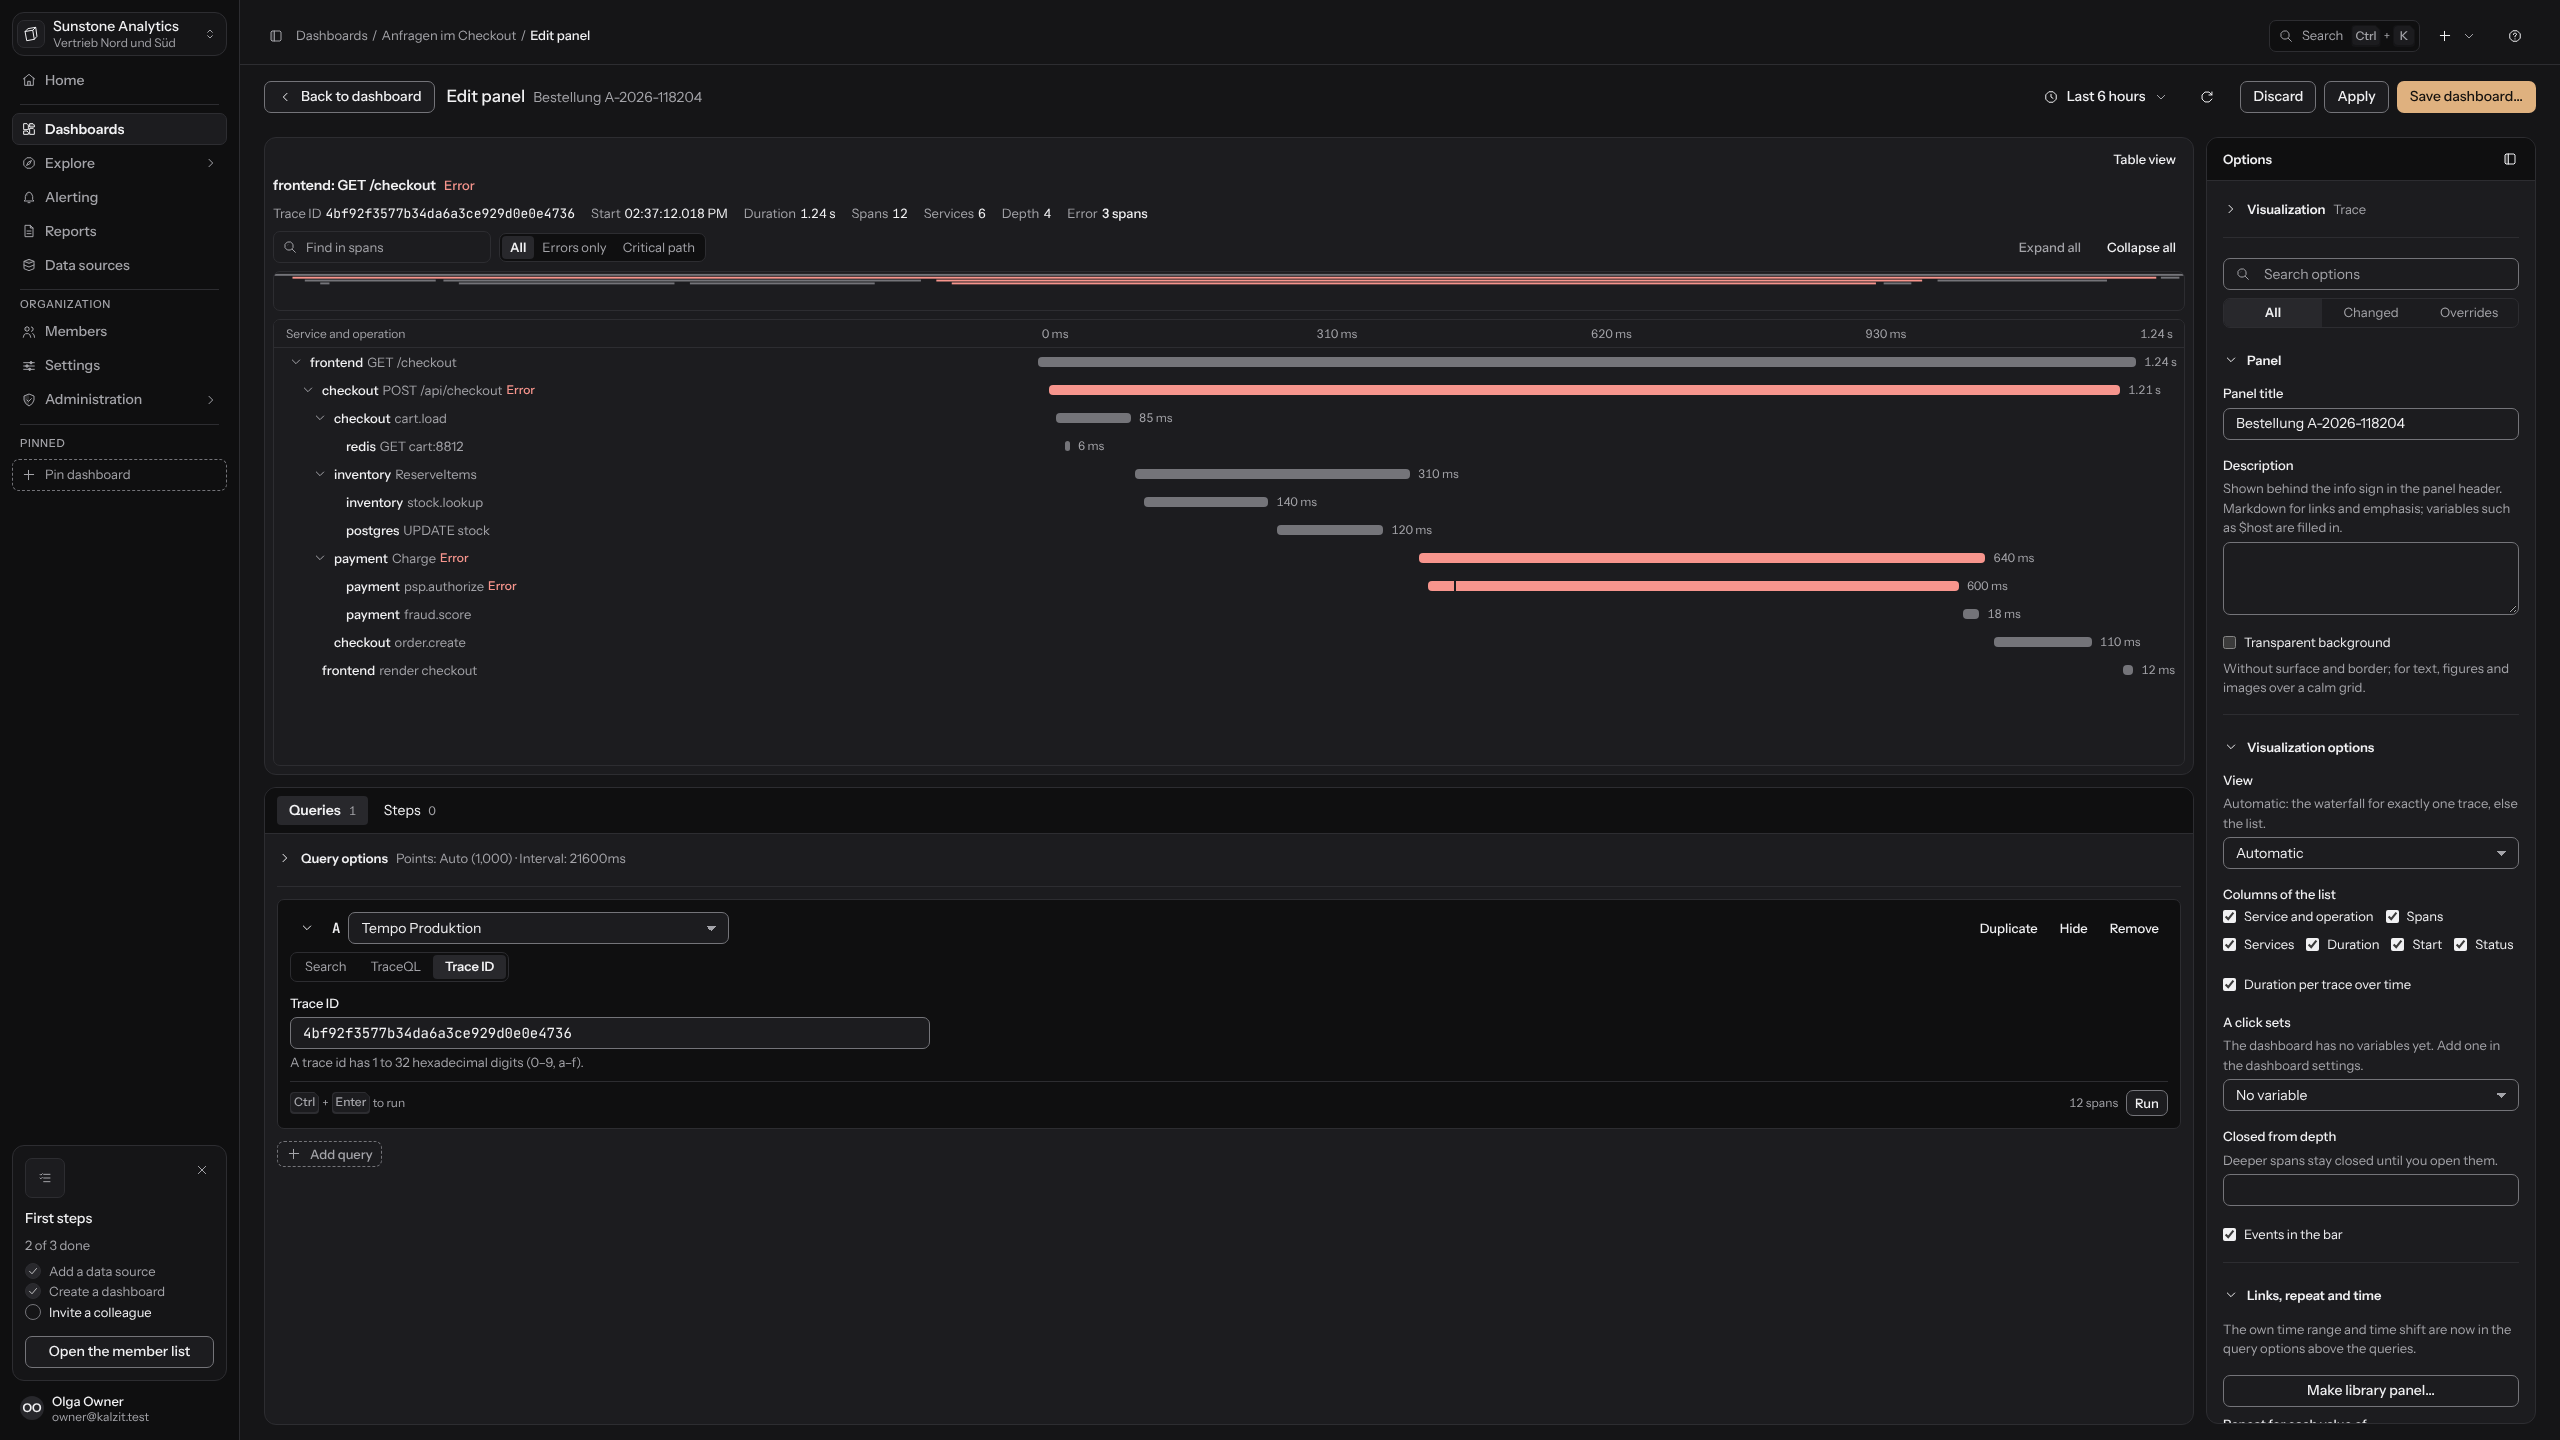 Sunstone Analytics
Vertrieb Nord und Süd
Home
Dashboards
Explore
Alerting
Reports
Data sources
ORGANIZATION
Members
Settings
Administration
PINNED
Pin dashboard
First steps
2 of 3 done
Add a data source
Create a dashboard
Invite a colleague
Open the member list
OO
Olga Owner
owner@kalzit.test
Dashboards / Anfragen im Checkout / Edit panel
Search Ctrl + K
Back to dashboard
Edit panel Bestellung A-2026-118204
Last 6 hours
Discard
Apply
Save dashboard...
Table view
frontend: GET /checkout Error
Trace ID 4bf92f3577b34da6a3ce929d0e0e4736 Start 02:37:12.018 PM Duration 1.24 s Spans 12 Services 6 Depth 4 Error 3 spans
Find in spans
All Errors only Critical path
Expand all Collapse all
Service and operation 0 ms 310 ms 620 ms 930 ms 1.24 s
frontend GET /checkout 1.24 s
checkout POST /api/checkout Error 1.21 s
checkout cart.load 85 ms
redis GET cart:8812 6 ms
inventory ReserveItems 310 ms
inventory stock.lookup 140 ms
postgres UPDATE stock 120 ms
payment Charge Error 640 ms
payment psp.authorize Error 600 ms
payment fraud.score 18 ms
checkout order.create 110 ms
frontend render checkout 12 ms
Queries 1 Steps 0
Query options Points: Auto (1,000) · Interval: 21600ms
A Tempo Produktion
Duplicate Hide Remove
Search TraceQL Trace ID
Trace ID
4bf92f3577b34da6a3ce929d0e0e4736
A trace id has 1 to 32 hexadecimal digits (0–9, a–f).
Ctrl + Enter to run
12 spans Run
Add query
Options
Visualization Trace
Search options
All Changed Overrides
Panel
Panel title
Bestellung A-2026-118204
Description
Shown behind the info sign in the panel header.
Markdown for links and emphasis; variables such
as $host are filled in.
Transparent background
Without surface and border; for text, figures and
images over a calm grid.
Visualization options
View
Automatic: the waterfall for exactly one trace, else
the list.
Automatic
Columns of the list
Service and operation Spans
Services Duration Start Status
Duration per trace over time
A click sets
The dashboard has no variables yet. Add one in
the dashboard settings.
No variable
Closed from depth
Deeper spans stay closed until you open them.
Events in the bar
Links, repeat and time
The own time range and time shift are now in the
query options above the queries.
Make library panel...